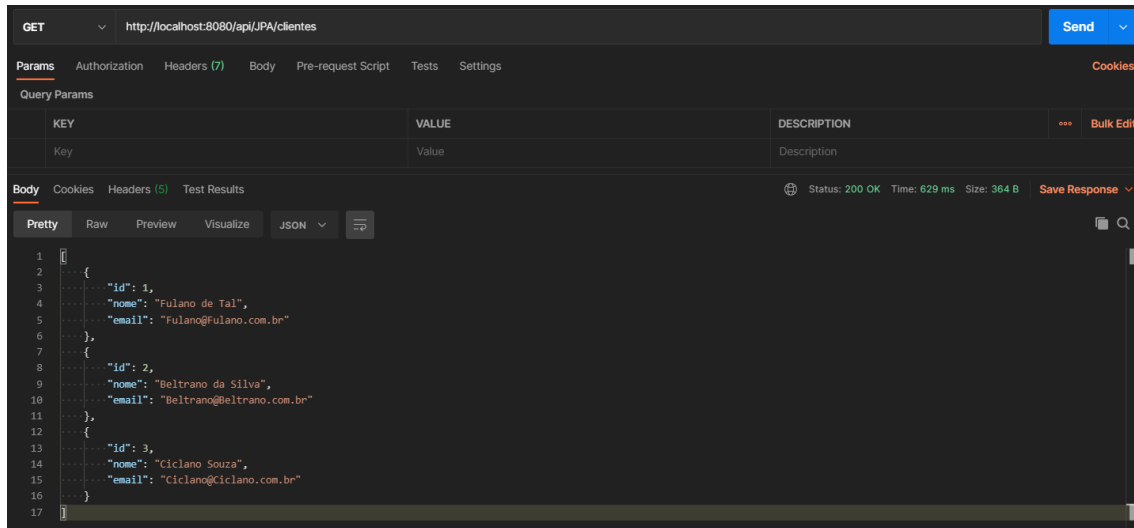 GET http://localhost:8080/api/JPA/clientes Send
Params Authorization Headers (7) Body Pre-request Script Tests Settings Cookies
Query Params
KEY VALUE DESCRIPTION ooo Bulk Edit
Key Value Description
Body Cookies Headers (5) Test Results Status: 200 OK Time: 629 ms Size: 364 B Save Response
Pretty Raw Preview Visualize JSON
1 [
2 {
3 "id": 1,
4 "nome": "Fulano de Tal",
5 "email": "Fulano@Fulano.com.br"
6 },
7 {
8 "id": 2,
9 "nome": "Beltrano da Silva",
10 "email": "Beltrano@Beltrano.com.br"
11 },
12 {
13 "id": 3,
14 "nome": "Ciclano Souza",
15 "email": "Ciclano@Ciclano.com.br"
16 }
17 ]